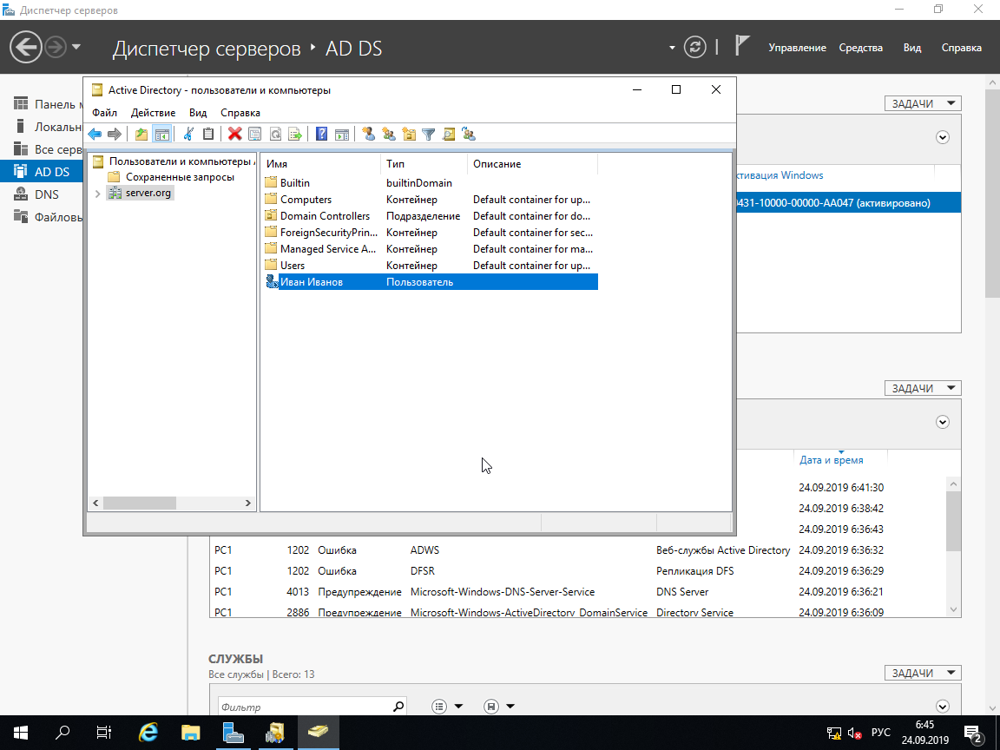 Диспетчер серверов
Диспетчер серверов ‣ AD DS
Управление Средства Вид Справка
Панель
Локальн
Все серв
AD DS
DNS
Файловы
Active Directory - пользователи и компьютеры
Файл Действие Вид Справка
Пользователи и компьютеры
Сохраненные запросы
server.org
Имя Тип Описание
Builtin builtinDomain
Computers Контейнер Default container for up...
Domain Controllers Подразделение Default container for do...
ForeignSecurityPrin... Контейнер Default container for sec...
Managed Service A... Контейнер Default container for ma...
Users Контейнер Default container for up...
Иван Иванов Пользователь
ЗАДАЧИ
ктивация Windows
0431-10000-00000-AA047 (активировано)
ЗАДАЧИ
Дата и время
24.09.2019 6:41:30
24.09.2019 6:38:42
24.09.2019 6:36:43
PC1 1202 Ошибка ADWS Веб-службы Active Directory 24.09.2019 6:36:32
PC1 1202 Ошибка DFSR Репликация DFS 24.09.2019 6:36:29
PC1 4013 Предупреждение Microsoft-Windows-DNS-Server-Service DNS Server 24.09.2019 6:36:21
PC1 2886 Предупреждение Microsoft-Windows-ActiveDirectory_DomainService Directory Service 24.09.2019 6:36:09
СЛУЖБЫ
Все службы | Всего: 13
ЗАДАЧИ
Фильтр
РУС
6:45
24.09.2019
2